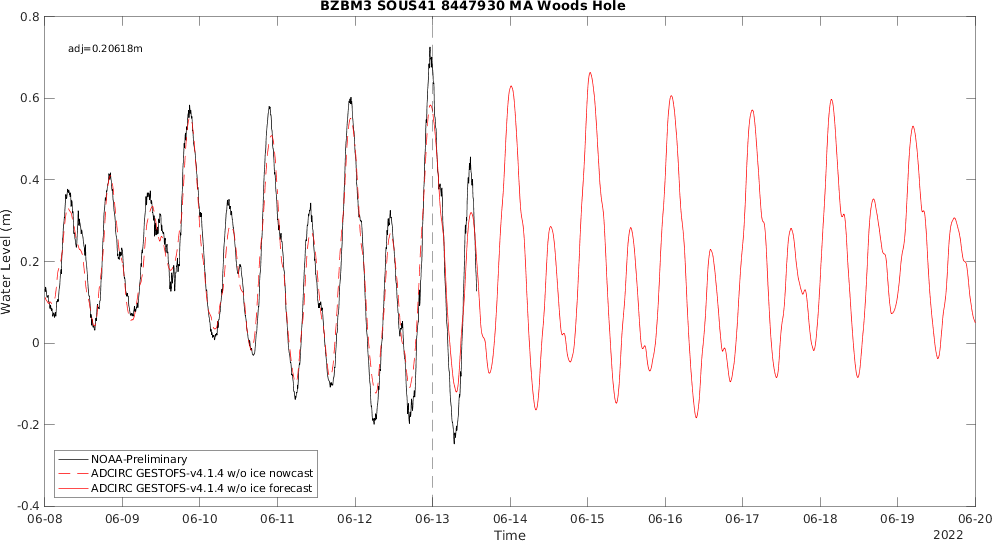 BZBM3 SOUS41 8447930 MA Woods Hole
adj=0.20618m
Water Level (m)
0.8
0.6
0.4
0.2
0
-0.2
-0.4
NOAA-Preliminary
ADCIRC GESTOFS-v4.1.4 w/o ice nowcast
ADCIRC GESTOFS-v4.1.4 w/o ice forecast
06-08 06-09 06-10 06-11 06-12 06-13 06-14 06-15 06-16 06-17 06-18 06-19 06-20
Time
2022